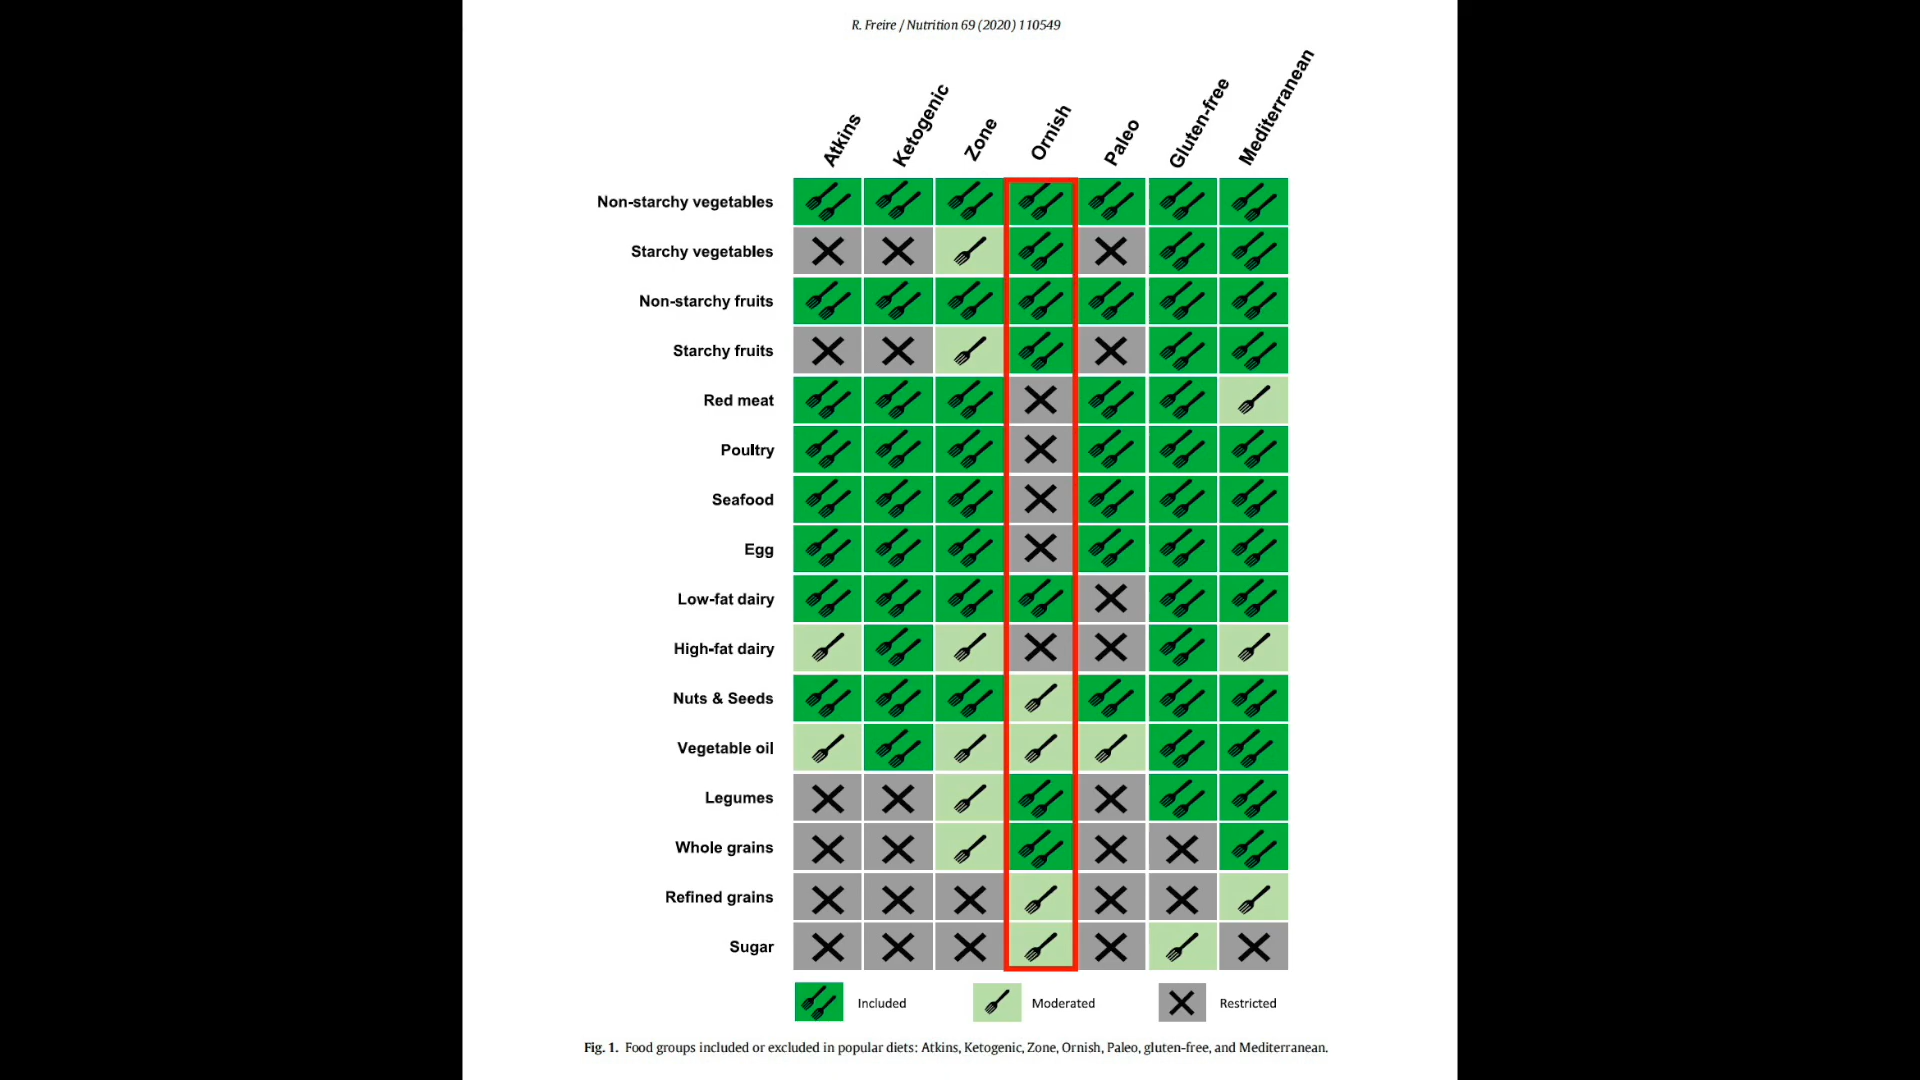 R. Freire / Nutrition 69 (2020) 110549
Atkins
Ketogenic
Zone
Ornish
Paleo
Gluten-free
Mediterranean
Non-starchy vegetables
Starchy vegetables
Non-starchy fruits
Starchy fruits
Red meat
Poultry
Seafood
Egg
Low-fat dairy
High-fat dairy
Nuts & Seeds
Vegetable oil
Legumes
Whole grains
Refined grains
Sugar
Included
Moderated
Restricted
Fig. 1. Food groups included or excluded in popular diets: Atkins, Ketogenic, Zone, Ornish, Paleo, gluten-free, and Mediterranean.